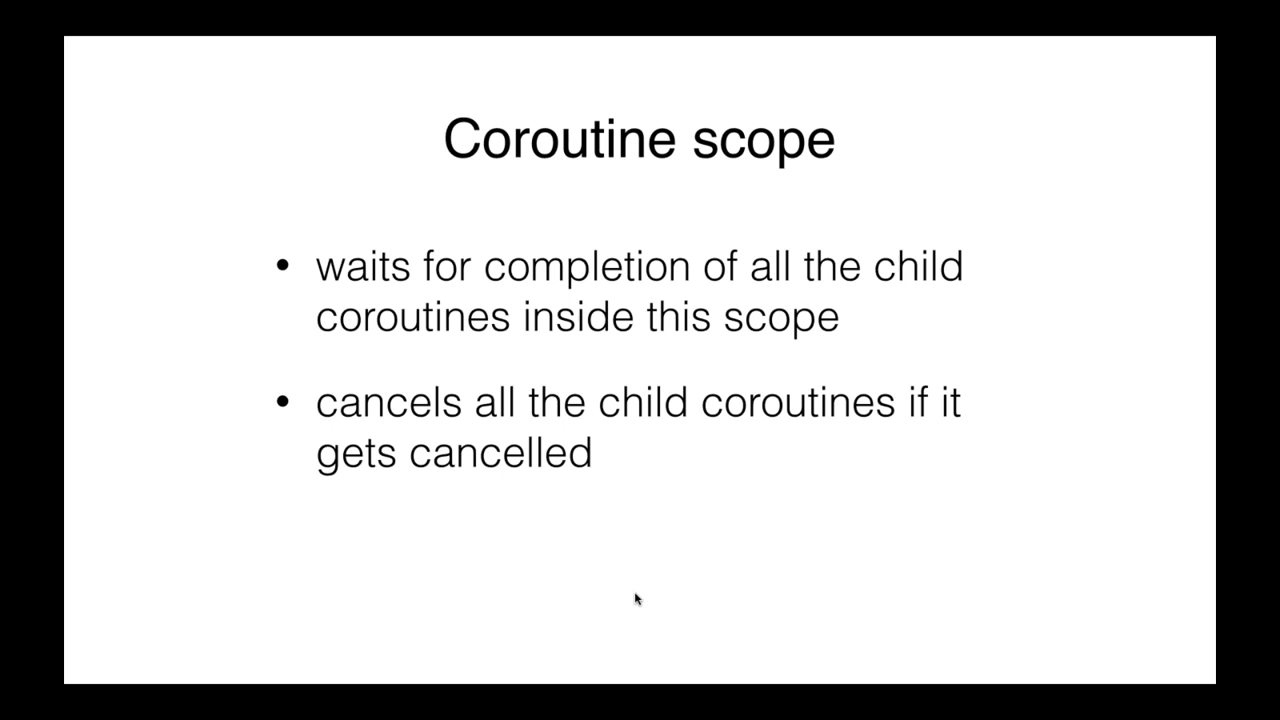 Coroutine scope
• waits for completion of all the child
coroutines inside this scope
• cancels all the child coroutines if it
gets cancelled